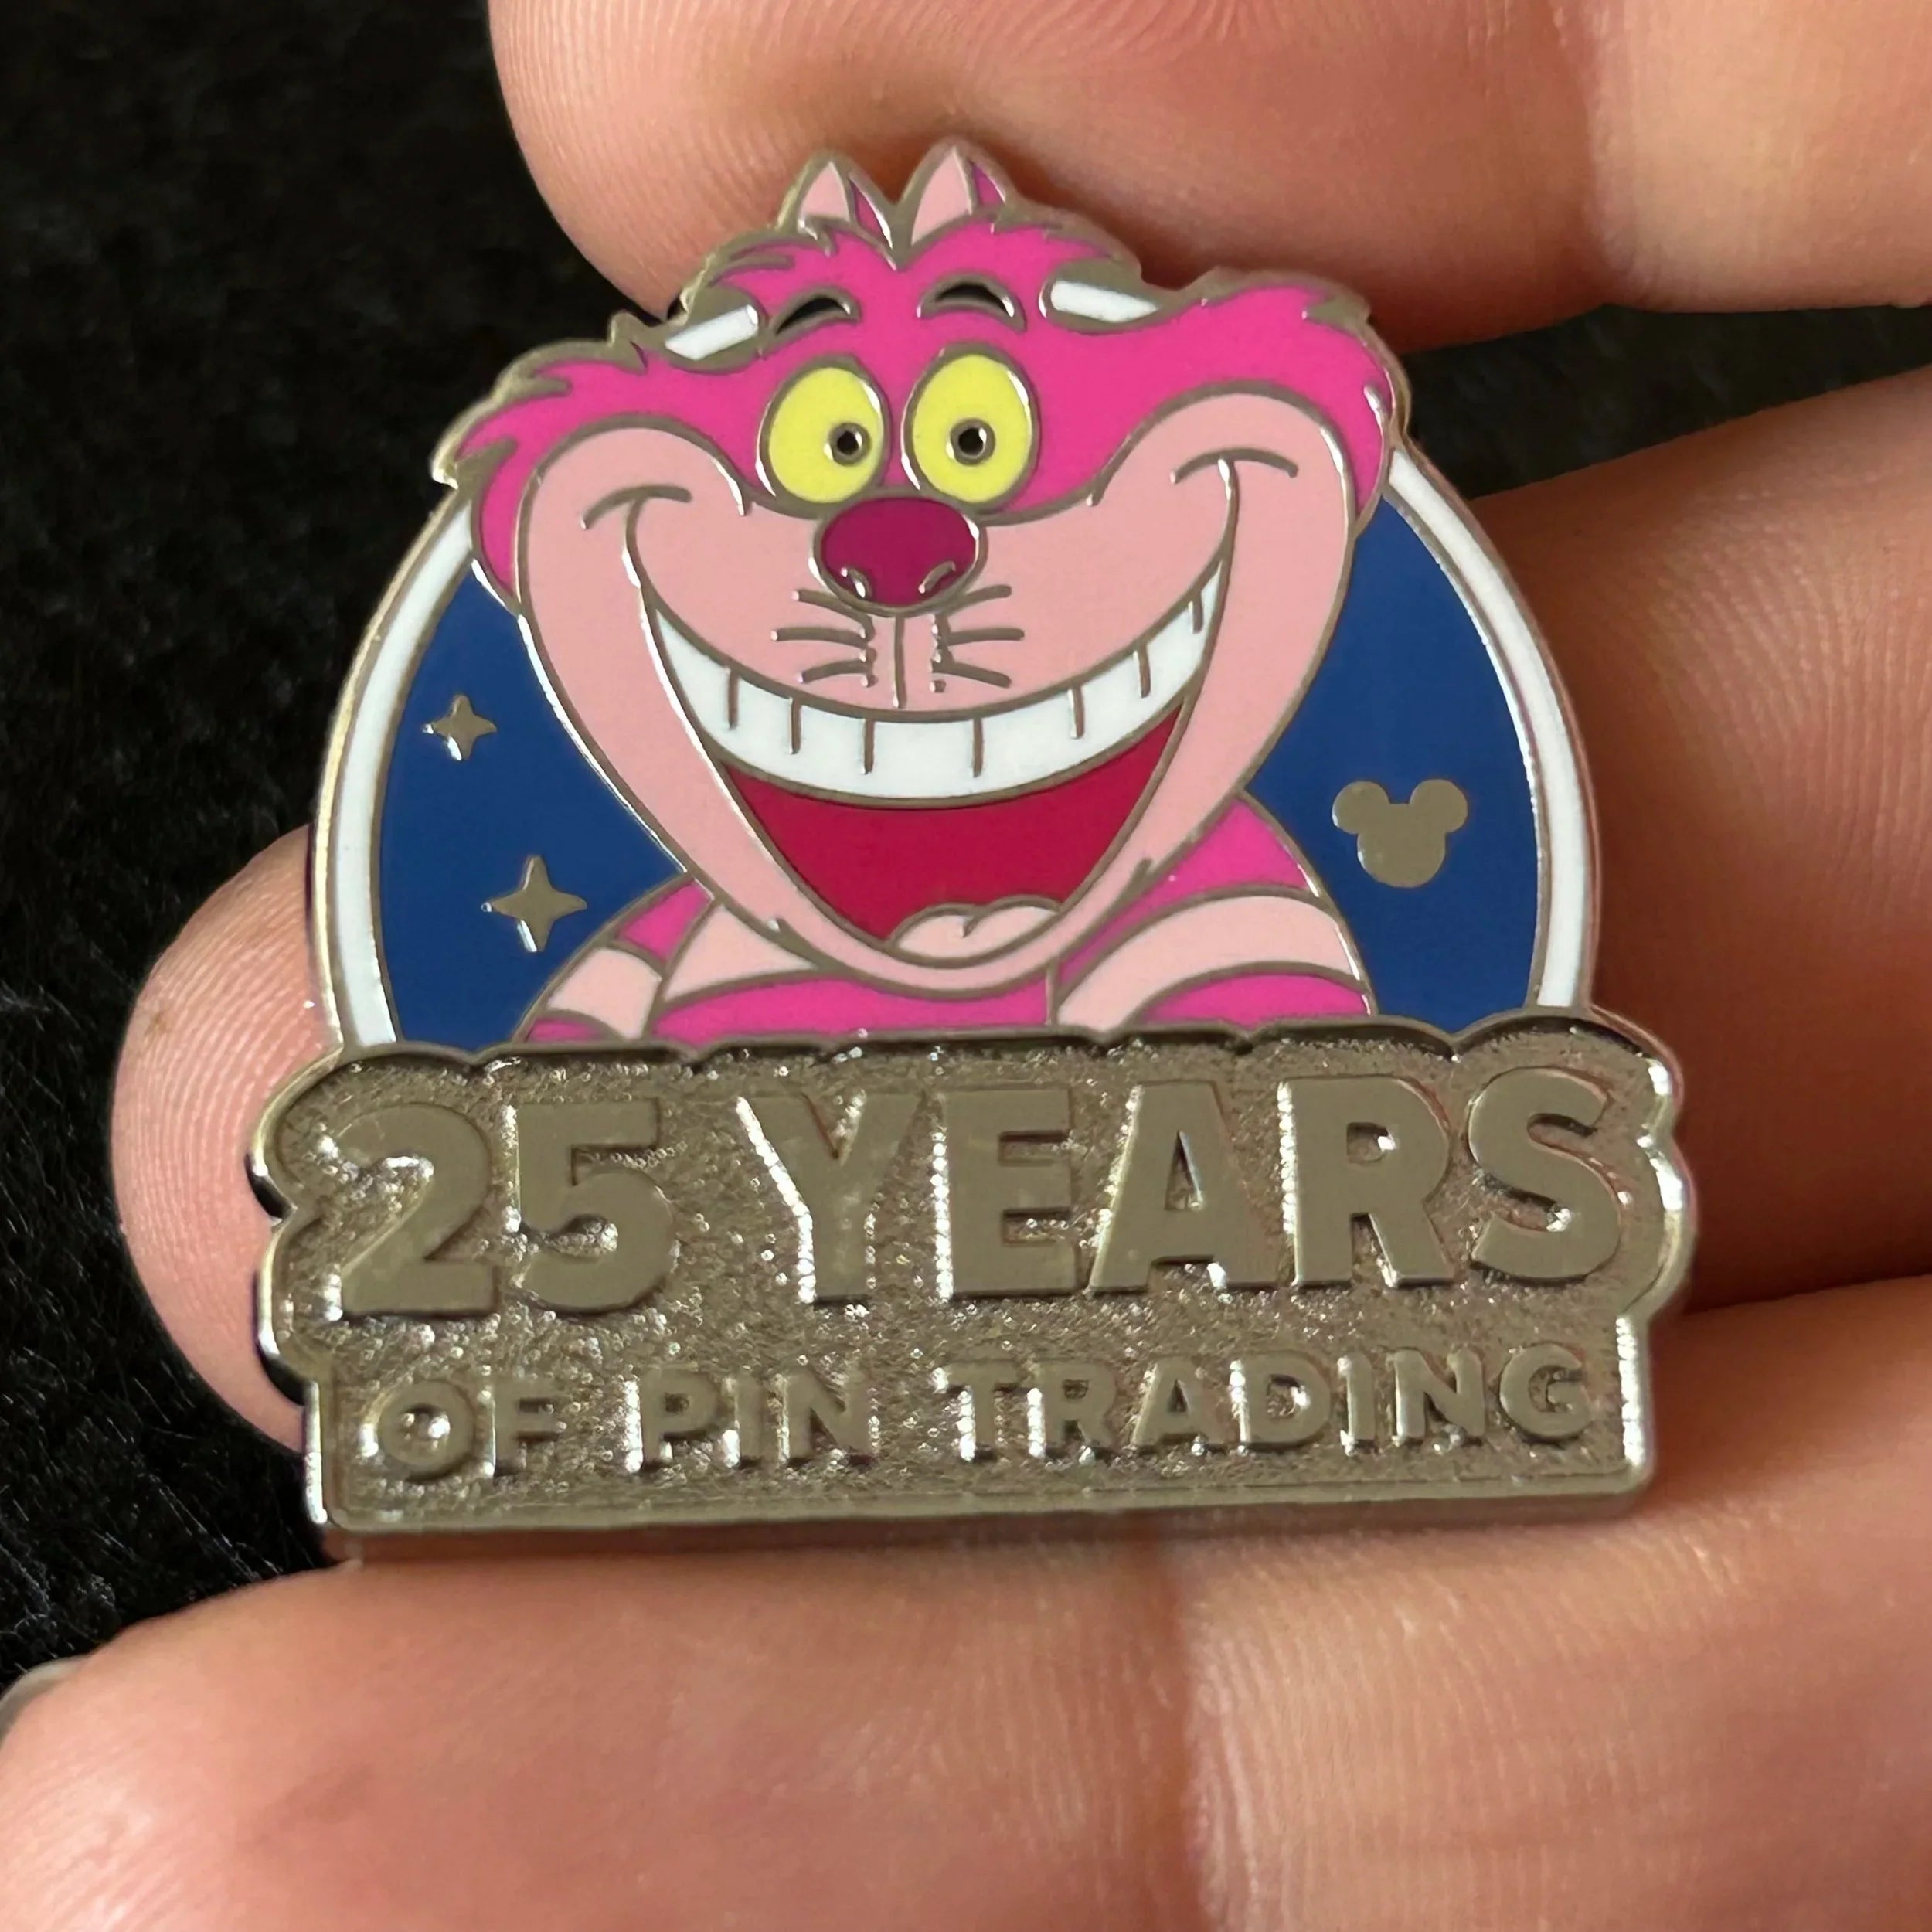 25 YEARS
OF PIN TRADING